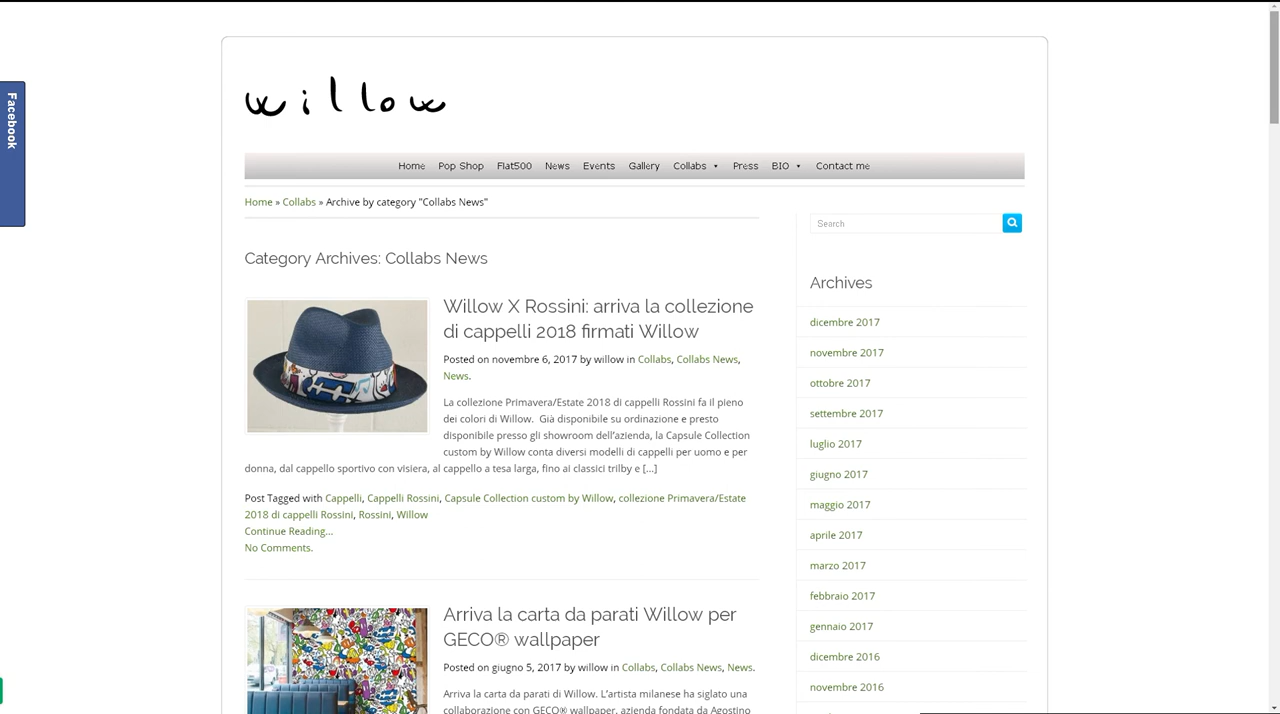 Facebook
willow
Home Pop Shop Fiat500 News Events Gallery Collabs Press BIO Contact me
Home » Collabs » Archive by category "Collabs News"
Category Archives: Collabs News
Willow X Rossini: arriva la collezione
di cappelli 2018 firmati Willow
Posted on novembre 6, 2017 by willow in Collabs, Collabs News,
News.
La collezione Primavera/Estate 2018 di cappelli Rossini fa il pieno
dei colori di Willow. Già disponibile su ordinazione e presto
disponibile presso gli showroom dell'azienda, la Capsule Collection
custom by Willow conta diversi modelli di cappelli per uomo e per
donna, dal cappello sportivo con visiera, al cappello a tesa larga, fino ai classici trilby e [...]
Post Tagged with Cappelli, Cappelli Rossini, Capsule Collection custom by Willow, collezione Primavera/Estate
2018 di cappelli Rossini, Rossini, Willow
Continue Reading...
No Comments.
Arriva la carta da parati Willow per
GECO® wallpaper
Posted on giugno 5, 2017 by willow in Collabs, Collabs News, News.
Arriva la carta da parati di Willow. L'artista milanese ha siglato una
collaborazione con GECO® wallpaper, azienda fondata da Agostino
Search
Archives
dicembre 2017
novembre 2017
ottobre 2017
settembre 2017
luglio 2017
giugno 2017
maggio 2017
aprile 2017
marzo 2017
febbraio 2017
gennaio 2017
dicembre 2016
novembre 2016